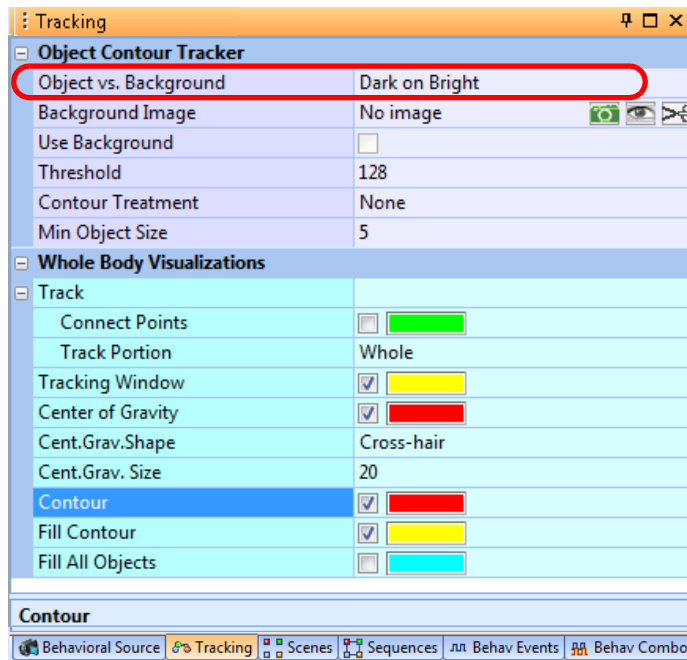 Tracking
Object Contour Tracker
Object vs. Background Dark on Bright
Background Image No image
Use Background
Threshold 128
Contour Treatment None
Min Object Size 5
Whole Body Visualizations
Track
Connect Points
Track Portion Whole
Tracking Window
Center of Gravity
Cent.Grav.Shape Cross-hair
Cent.Grav. Size 20
Contour
Fill Contour
Fill All Objects
Contour
Behavioral Source Tracking Scenes Sequences Behav Events Behav Combo